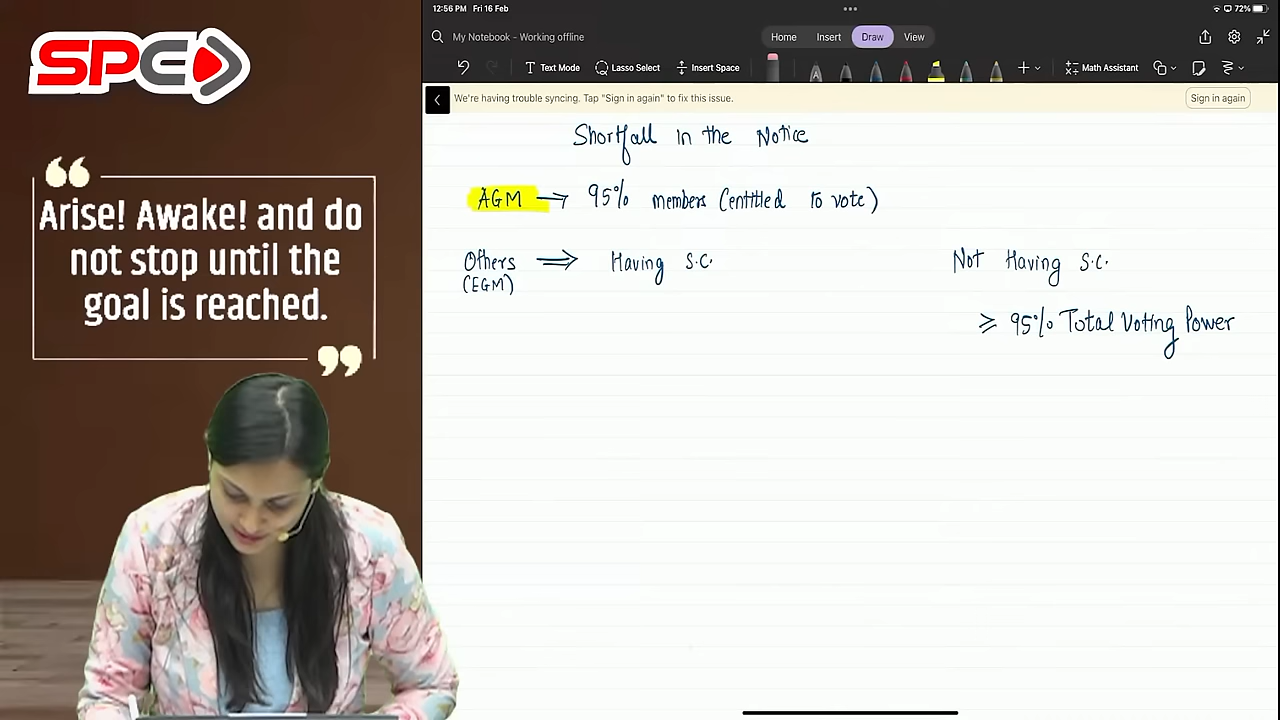 SPC
Arise! Awake! and do
not stop until the
goal is reached.
12:56 PM Fri 16 Feb
72%
My Notebook - Working offline
Home Insert Draw View
Text Mode Lasso Select Insert Space Math Assistant
We're having trouble syncing. Tap "Sign in again" to fix this issue. Sign in again
Shortfall in the Notice
AGM → 95% members (entitled to vote)
Others ⇒ Having S.C. Not Having S.C.
(EGM)
≥ 95% Total Voting Power